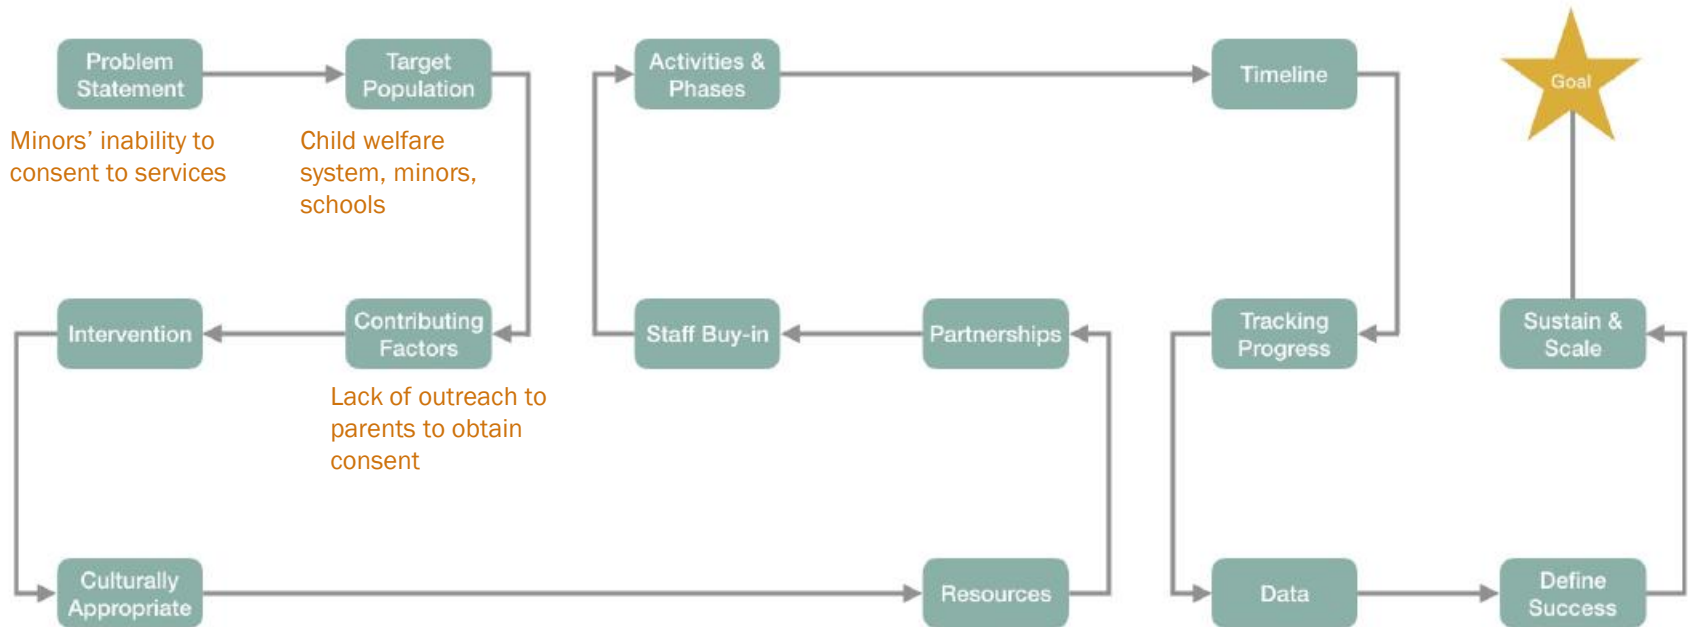 Problem
Statement
Target
Population
Activities &
Phases
Timeline
Goal
Minors’ inability to
consent to services
Child welfare
system, minors,
schools
Intervention
Contributing
Factors
Staff Buy-in
Partnerships
Tracking
Progress
Sustain &
Scale
Lack of outreach to
parents to obtain
consent
Culturally
Appropriate
Resources
Data
Define
Success